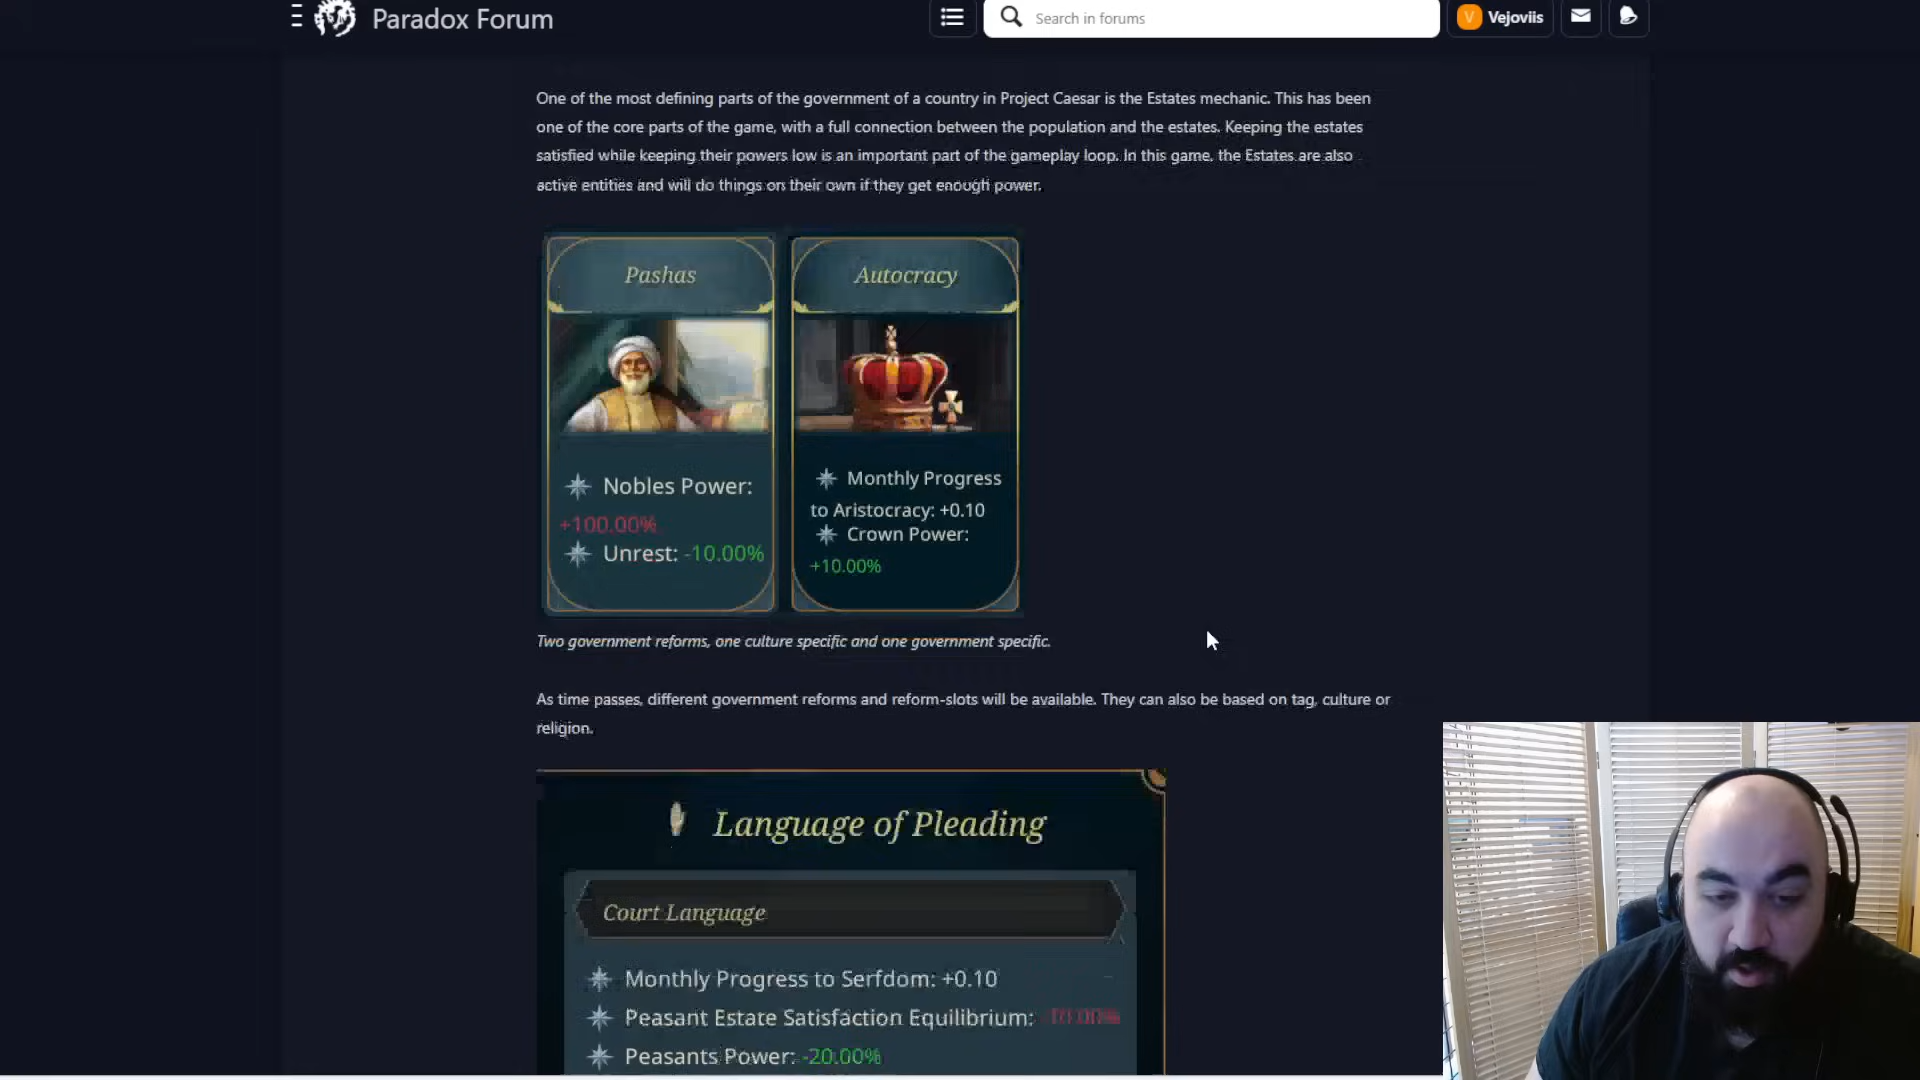 Paradox Forum
Search in forums
V Vejoviis
One of the most defining parts of the government of a country in Project Caesar is the Estates mechanic. This has been
one of the core parts of the game, with a full connection between the population and the estates. Keeping the estates
satisfied while keeping their powers low is an important part of the gameplay loop. In this game, the Estates are also
active entities and will do things on their own if they get enough power.
Pashas
Nobles Power:
+100.00%
Unrest: -10.00%
Autocracy
Monthly Progress
to Aristocracy: +0.10
Crown Power:
+10.00%
Two government reforms, one culture specific and one government specific.
As time passes, different government reforms and reform-slots will be available. They can also be based on tag, culture or
religion.
Language of Pleading
Court Language
Monthly Progress to Serfdom: +0.10
Peasant Estate Satisfaction Equilibrium: -10.00%
Peasants Power: -20.00%